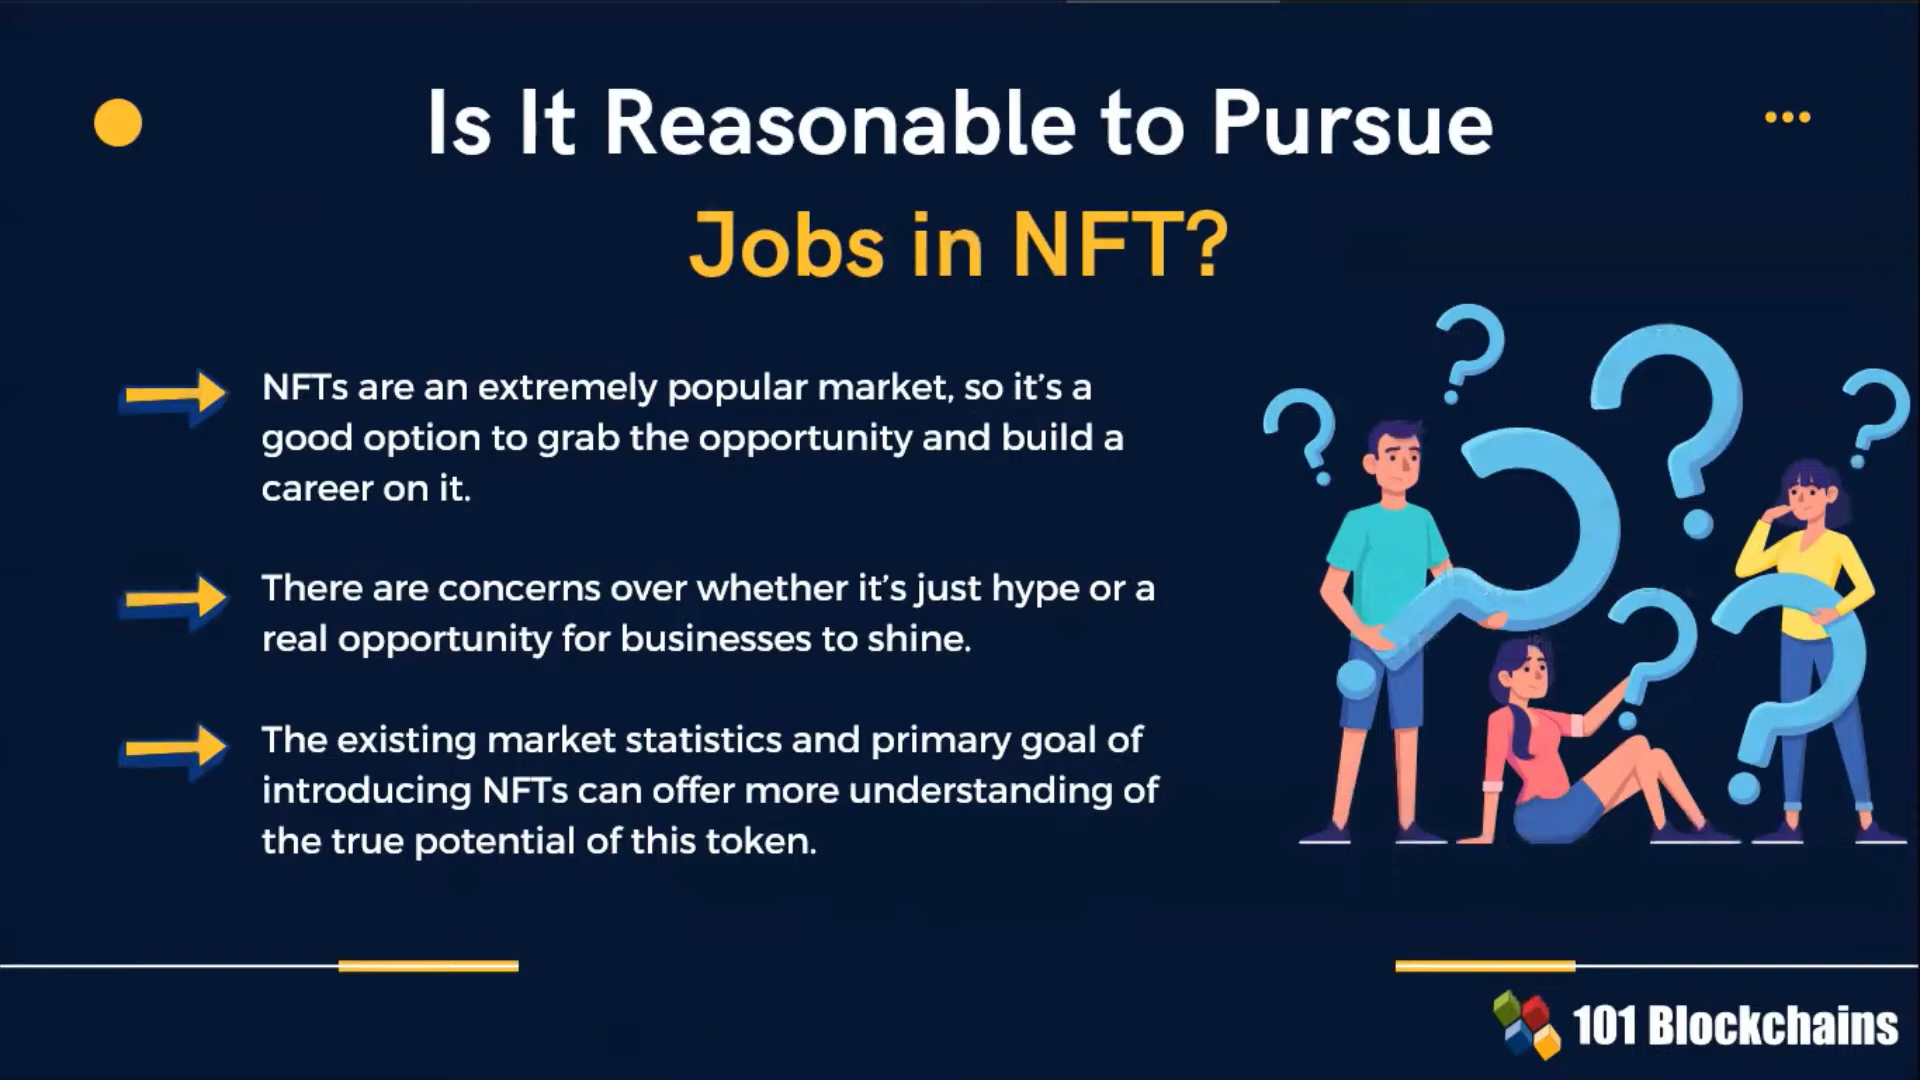 Is It Reasonable to Pursue
Jobs in NFT?
NFTs are an extremely popular market, so it's a
good option to grab the opportunity and build a
career on it.
There are concerns over whether it's just hype or a
real opportunity for businesses to shine.
The existing market statistics and primary goal of
introducing NFTs can offer more understanding of
the true potential of this token.
101 Blockchains